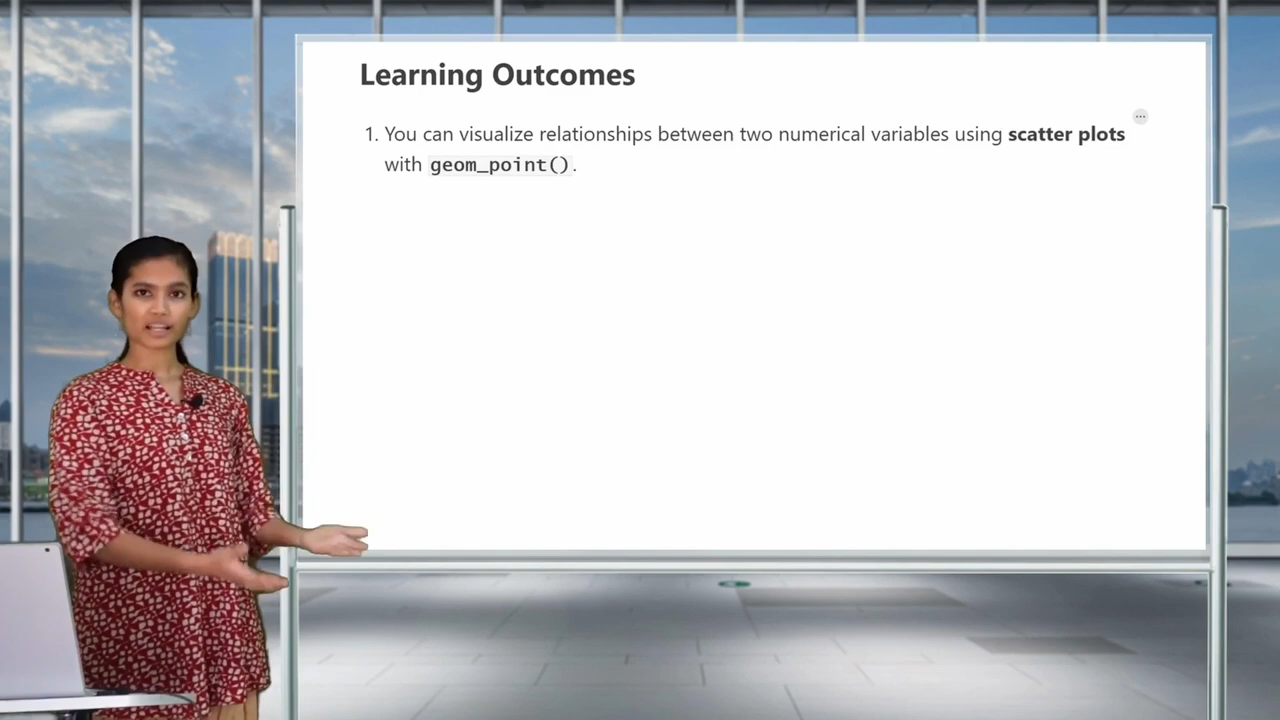 Learning Outcomes
1. You can visualize relationships between two numerical variables using scatter plots
with geom_point().